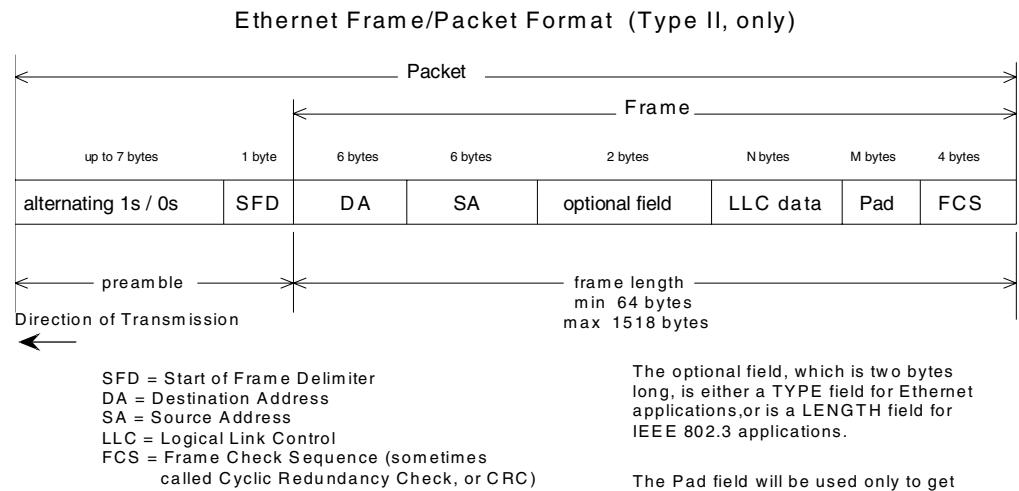 Ethernet Frame/Packet Format (Type II, only)
Packet
Frame
up to 7 bytes 1 byte 6 bytes 6 bytes 2 bytes N bytes M bytes 4 bytes
alternating 1s / 0s SFD DA SA optional field LLC data Pad FCS
preamble
frame length
min 64 bytes
max 1518 bytes
Direction of Transmission
SFD = Start of Frame Delimiter
DA = Destination Address
SA = Source Address
LLC = Logical Link Control
FCS = Frame Check Sequence (sometimes
called Cyclic Redundancy Check, or CRC)
The optional field, which is two bytes
long, is either a TYPE field for Ethernet
applications,or is a LENGTH field for
IEEE 802.3 applications.
The Pad field will be used only to get